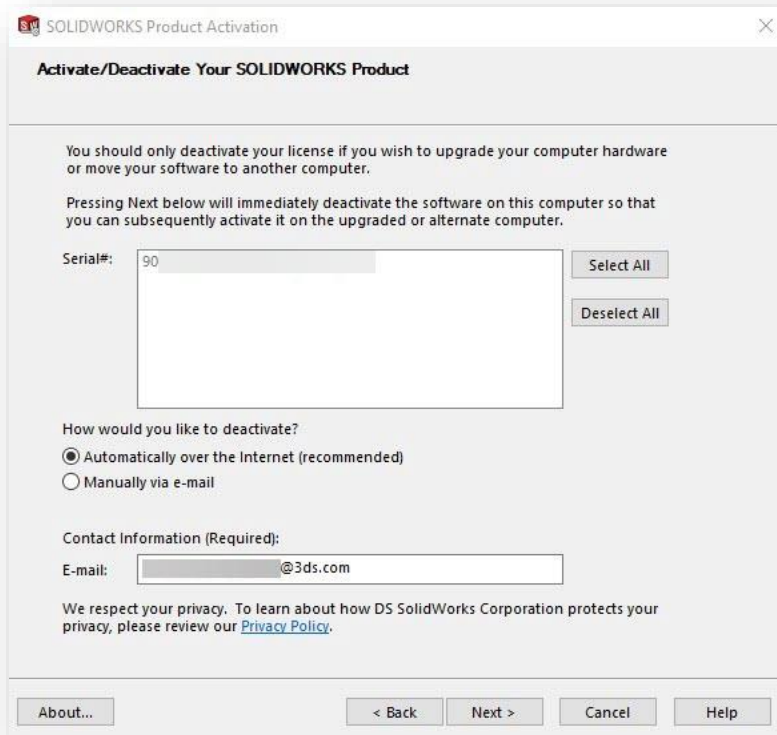 SOLIDWORKS Product Activation
Activate/Deactivate Your SOLIDWORKS Product
You should only deactivate your license if you wish to upgrade your computer hardware
or move your software to another computer.
Pressing Next below will immediately deactivate the software on this computer so that
you can subsequently activate it on the upgraded or alternate computer.
Serial#: 90
Select All
Deselect All
How would you like to deactivate?
Automatically over the Internet (recommended)
Manually via e-mail
Contact Information (Required):
E-mail: @3ds.com
We respect your privacy. To learn about how DS SolidWorks Corporation protects your
privacy, please review our Privacy Policy.
About... < Back Next > Cancel Help